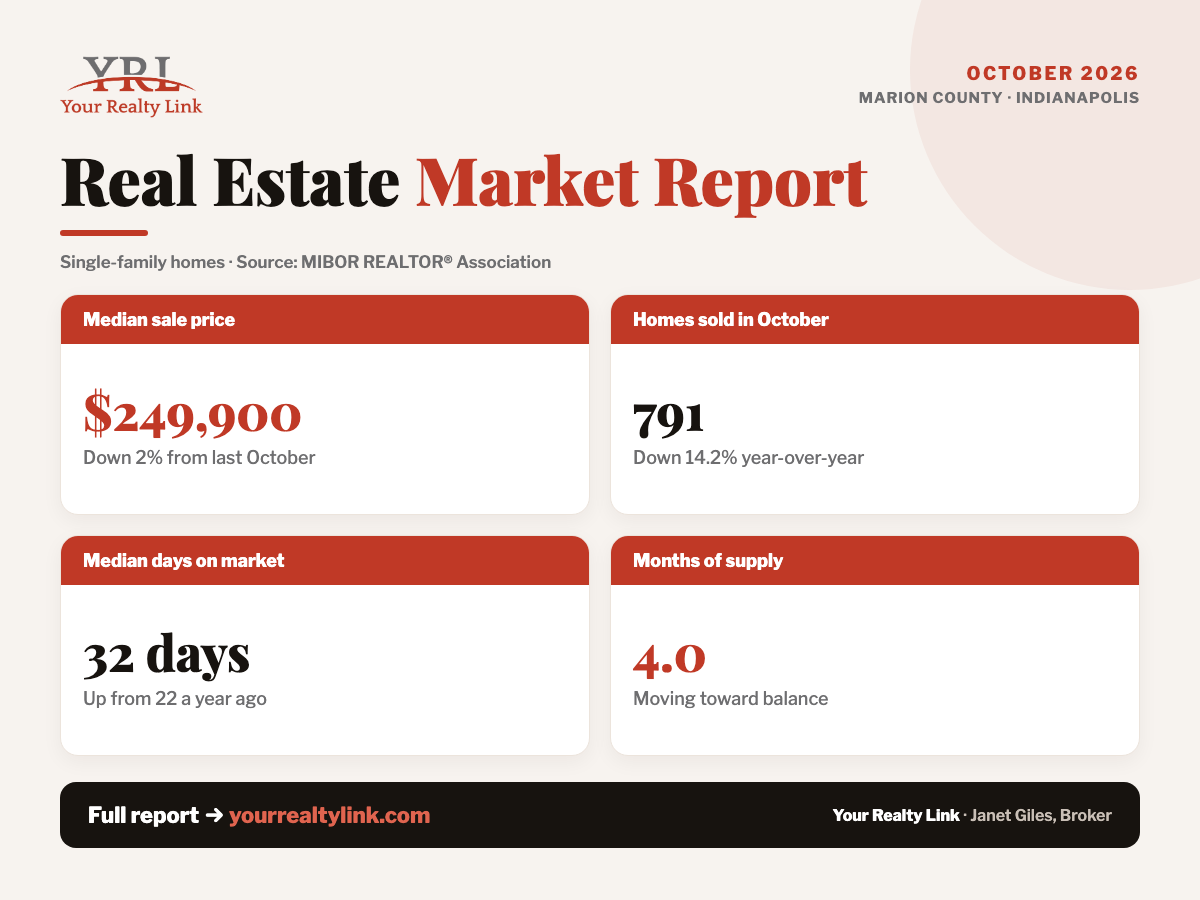 YRL
Your Realty Link
OCTOBER 2026
MARION COUNTY · INDIANAPOLIS
Real Estate Market Report
Single-family homes · Source: MIBOR REALTOR® Association
Median sale price
$249,900
Down 2% from last October
Homes sold in October
791
Down 14.2% year-over-year
Median days on market
32 days
Up from 22 a year ago
Months of supply
4.0
Moving toward balance
Full report → yourrealtylink.com
Your Realty Link · Janet Giles, Broker